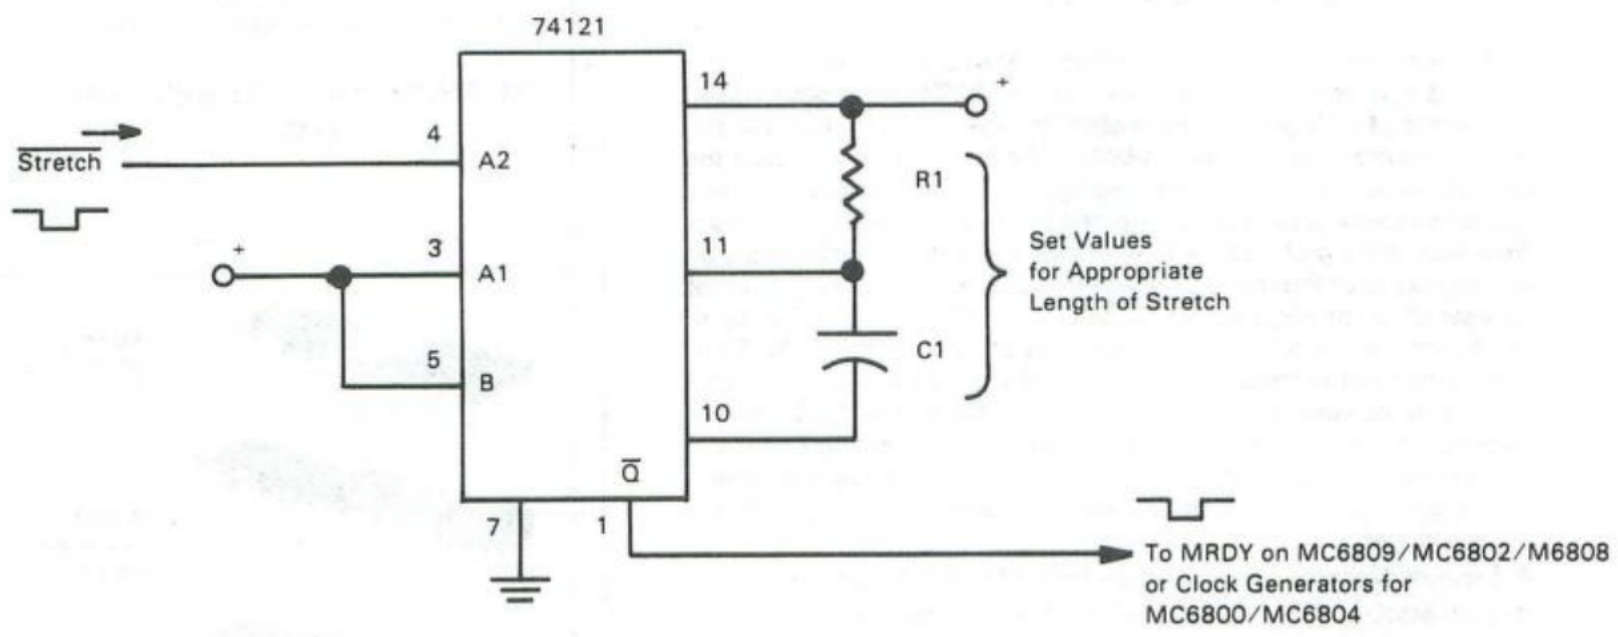 74121
14
+
4
Stretch
A2
R1
+
3
A1
11
Set Values
for Appropriate
Length of Stretch
5
B
C1
10
Q
7
1
To MRDY on MC6809/MC6802/M6808
or Clock Generators for
MC6800/MC6804